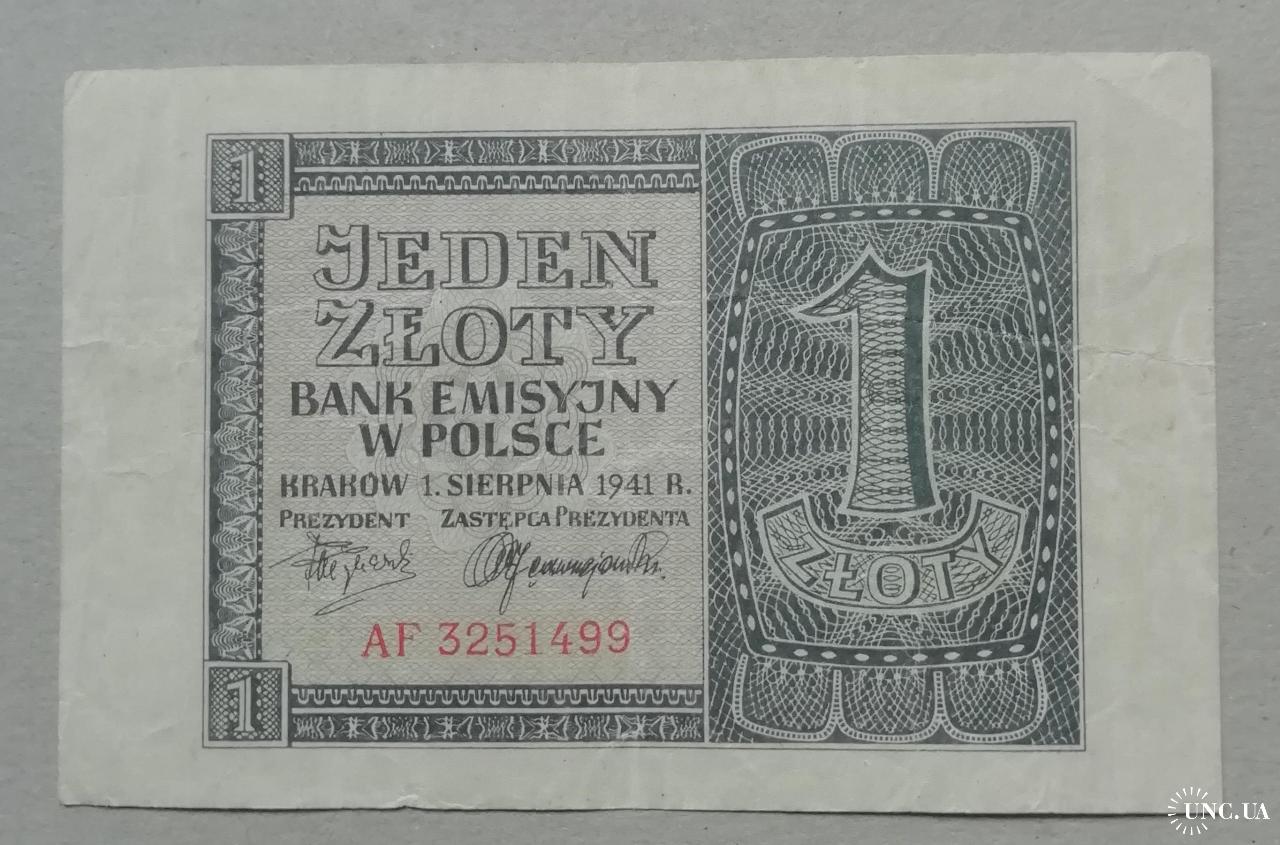 1
JEDEN
ZŁOTY
BANK EMISYJNY
W POLSCE
KRAKÓW 1. SIERPNIA 1941 R.
PREZYDENT ZASTĘPCA PREZYDENTA
AF 3251499
1
1
ZŁOTY
UNC.UA